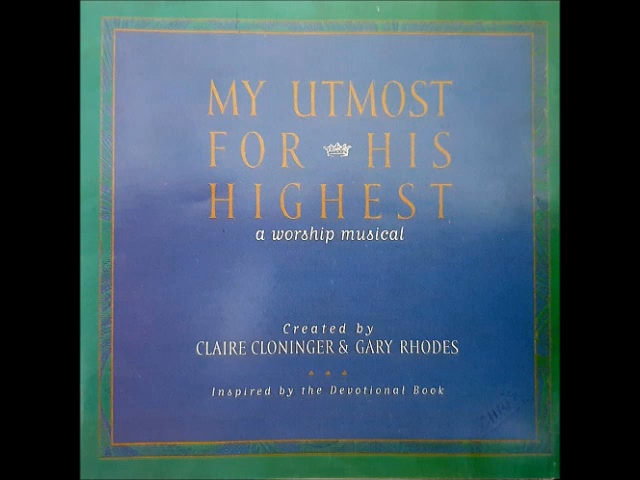 MY UTMOST
FOR HIS
HIGHEST
a worship musical
Created by
CLAIRE CLONINGER & GARY RHODES
Inspired by the Devotional Book